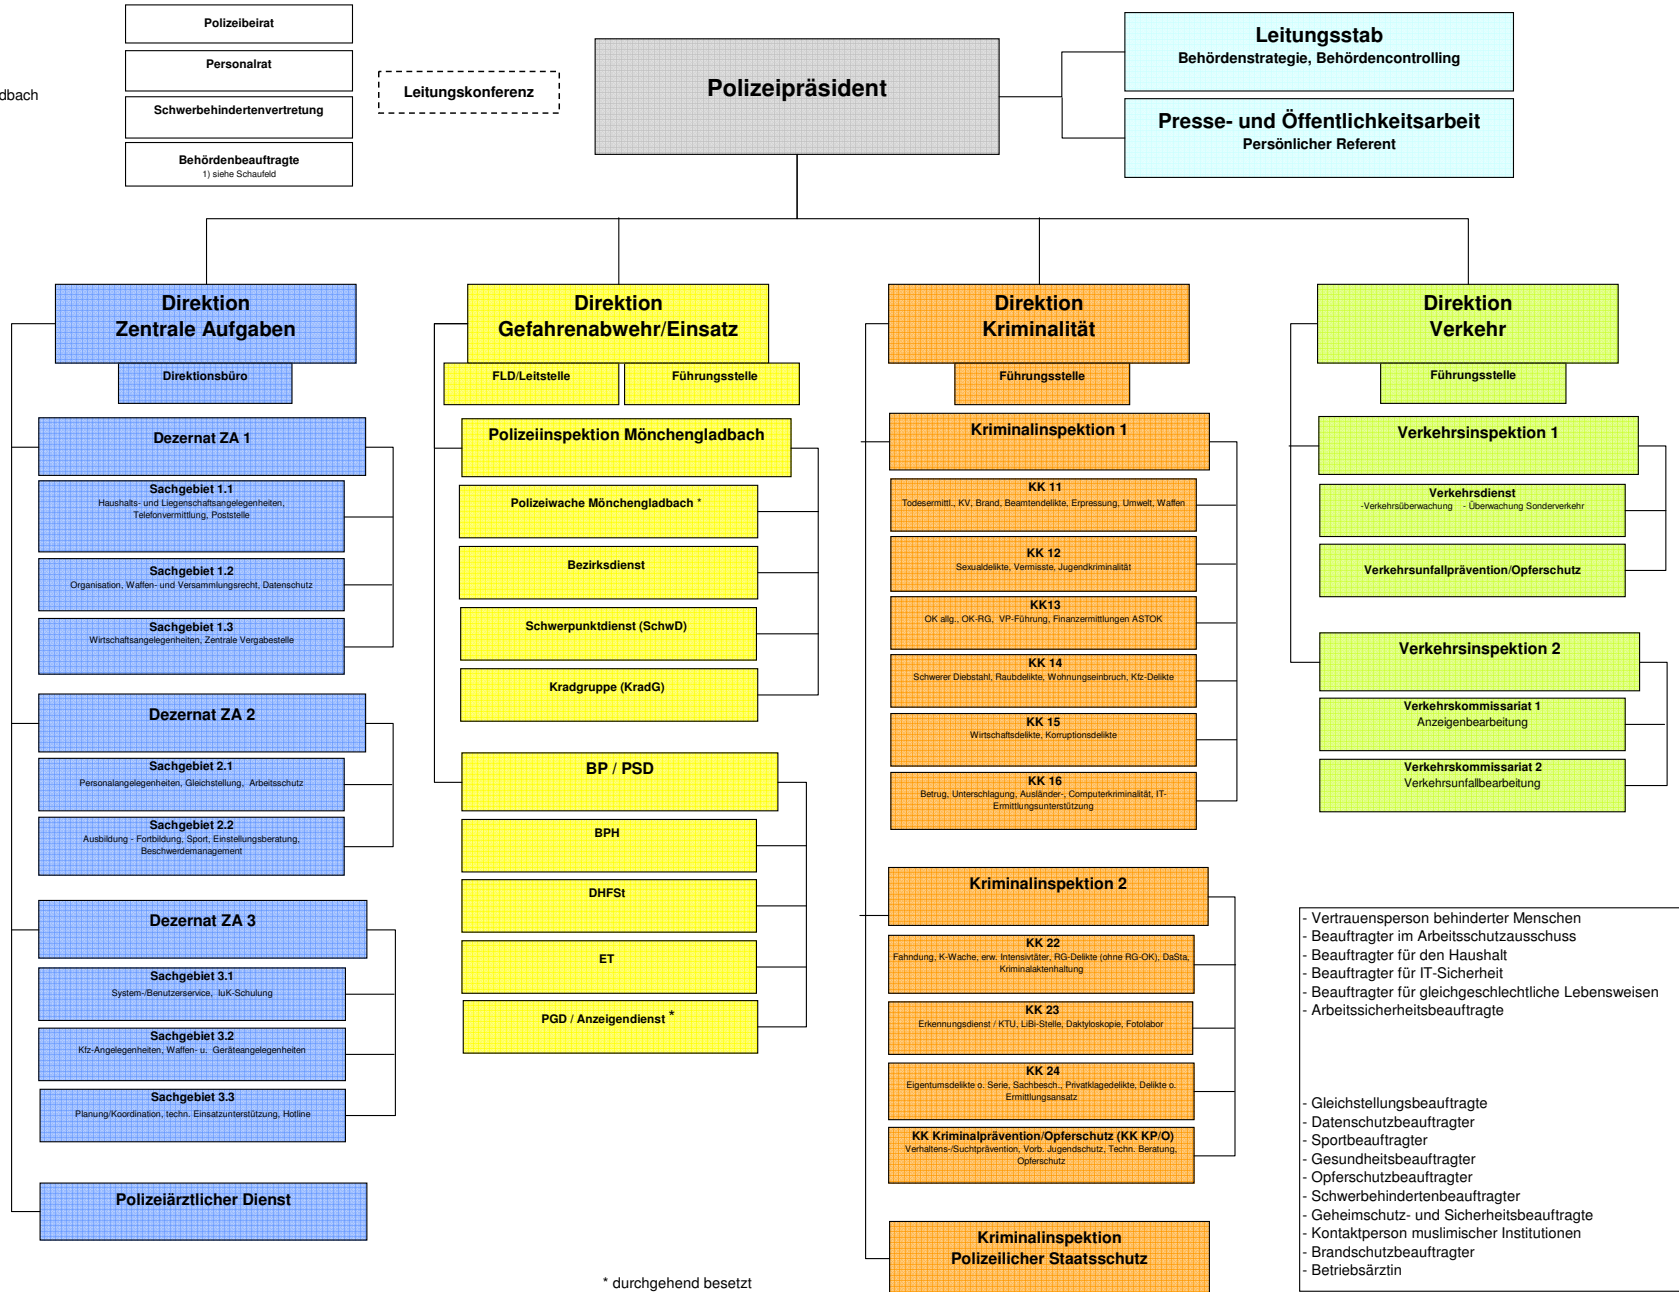 Polizeibeirat
Personalrat
dbach
Schwerbehindertenvertretung
Behördenbeauftragte
1) siehe Schaufeld
Leitungskonferenz
Polizeipräsident
Leitungsstab
Behördenstrategie, Behördencontrolling
Presse- und Öffentlichkeitsarbeit
Persönlicher Referent
Direktion
Zentrale Aufgaben
Direktionsbüro
Dezernat ZA 1
Sachgebiet 1.1
Haushalts- und Liegenschaftsangelegenheiten,
Telefonvermittlung, Poststelle
Sachgebiet 1.2
Organisation, Waffen- und Versammlungsrecht, Datenschutz
Sachgebiet 1.3
Wirtschaftsangelegenheiten, Zentrale Vergabestelle
Dezernat ZA 2
Sachgebiet 2.1
Personalangelegenheiten, Gleichstellung, Arbeitsschutz
Sachgebiet 2.2
Ausbildung - Fortbildung, Sport, Einstellungsberatung,
Beschwerdemanagement
Dezernat ZA 3
Sachgebiet 3.1
System-/Benutzerservice, IuK-Schulung
Sachgebiet 3.2
Kfz-Angelegenheiten, Waffen- u. Geräteangelegenheiten
Sachgebiet 3.3
Planung/Koordination, techn. Einsatzunterstützung, Hotline
Polizeiärztlicher Dienst
Direktion
Gefahrenabwehr/Einsatz
FLD/Leitstelle
Führungsstelle
Polizeiinspektion Mönchengladbach
Polizeiwache Mönchengladbach *
Bezirksdienst
Schwerpunktdienst (SchwD)
Kradgruppe (KradG)
BP / PSD
BPH
DHFSt
ET
PGD / Anzeigendienst *
* durchgehend besetzt
Direktion
Kriminalität
Führungsstelle
Kriminalinspektion 1
KK 11
Todesermittl., KV, Brand, Beamtendelikte, Erpressung, Umwelt, Waffen
KK 12
Sexualdelikte, Vermisste, Jugendkriminalität
KK13
OK allg., OK-RG, VP-Führung, Finanzermittlungen ASTOK
KK 14
Schwerer Diebstahl, Raubdelikte, Wohnungseinbruch, Kfz-Delikte
KK 15
Wirtschaftsdelikte, Korruptionsdelikte
KK 16
Betrug, Unterschlagung, Ausländer-, Computerkriminalität, IT-
Ermittlungsunterstützung
Kriminalinspektion 2
KK 22
Fahndung, K-Wache, erw. Intensivtäter, RG-Delikte (ohne RG-OK), DaSta,
Kriminalaktenhaltung
KK 23
Erkennungsdienst / KTU, LiBi-Stelle, Daktyloskopie, Fotolabor
KK 24
Eigentumsdelikte o. Serie, Sachbesch., Privatklagedelikte, Delikte o.
Ermittlungsansatz
KK Kriminalprävention/Opferschutz (KK KP/O)
Verhaltens-/Suchtprävention, Vorb. Jugendschutz, Techn. Beratung,
Opferschutz
Kriminalinspektion
Polizeilicher Staatsschutz
Direktion
Verkehr
Führungsstelle
Verkehrsinspektion 1
Verkehrsdienst
-Verkehrsüberwachung - Überwachung Sonderverkehr
Verkehrsunfallprävention/Opferschutz
Verkehrsinspektion 2
Verkehrskommissariat 1
Anzeigenbearbeitung
Verkehrskommissariat 2
Verkehrsunfallbearbeitung
- Vertrauensperson behinderter Menschen
- Beauftragter im Arbeitsschutzausschuss
- Beauftragter für den Haushalt
- Beauftragter für IT-Sicherheit
- Beauftragter für gleichgeschlechtliche Lebensweisen
- Arbeitssicherheitsbeauftragte
- Gleichstellungsbeauftragte
- Datenschutzbeauftragter
- Sportbeauftragter
- Gesundheitsbeauftragter
- Opferschutzbeauftragter
- Schwerbehindertenbeauftragter
- Geheimschutz- und Sicherheitsbeauftragte
- Kontaktperson muslimischer Institutionen
- Brandschutzbeauftragter
- Betriebsärztin